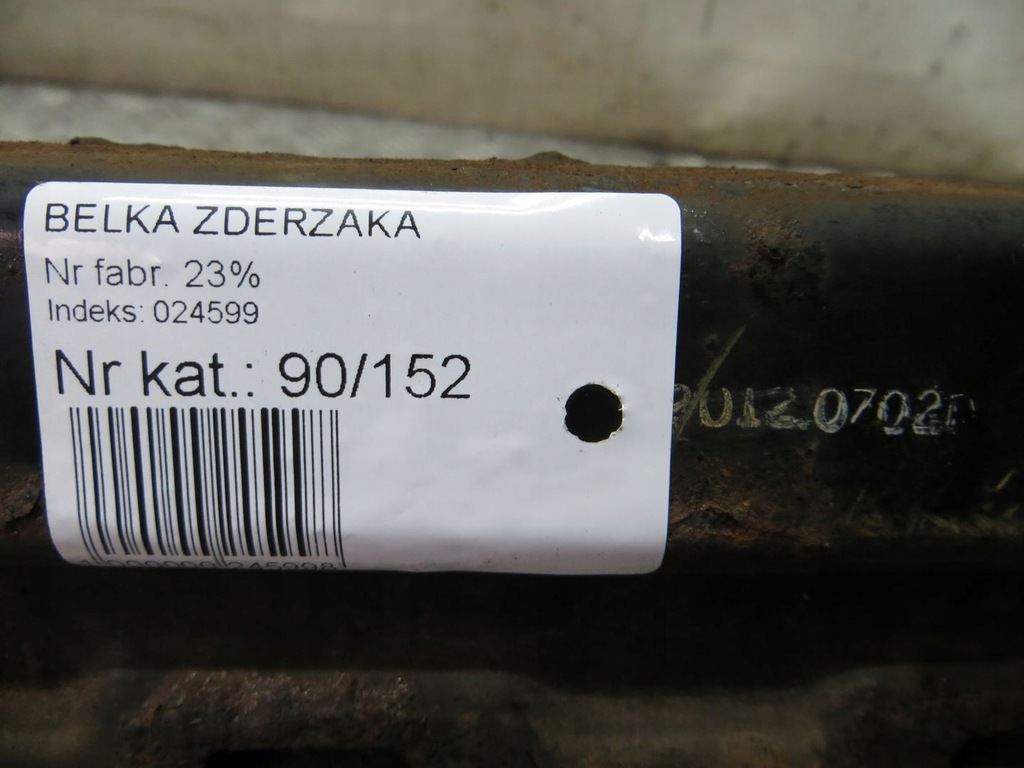 BELKA ZDERZAKA
Nr fabr. 23%
Indeks: 024599
Nr kat.: 90/152